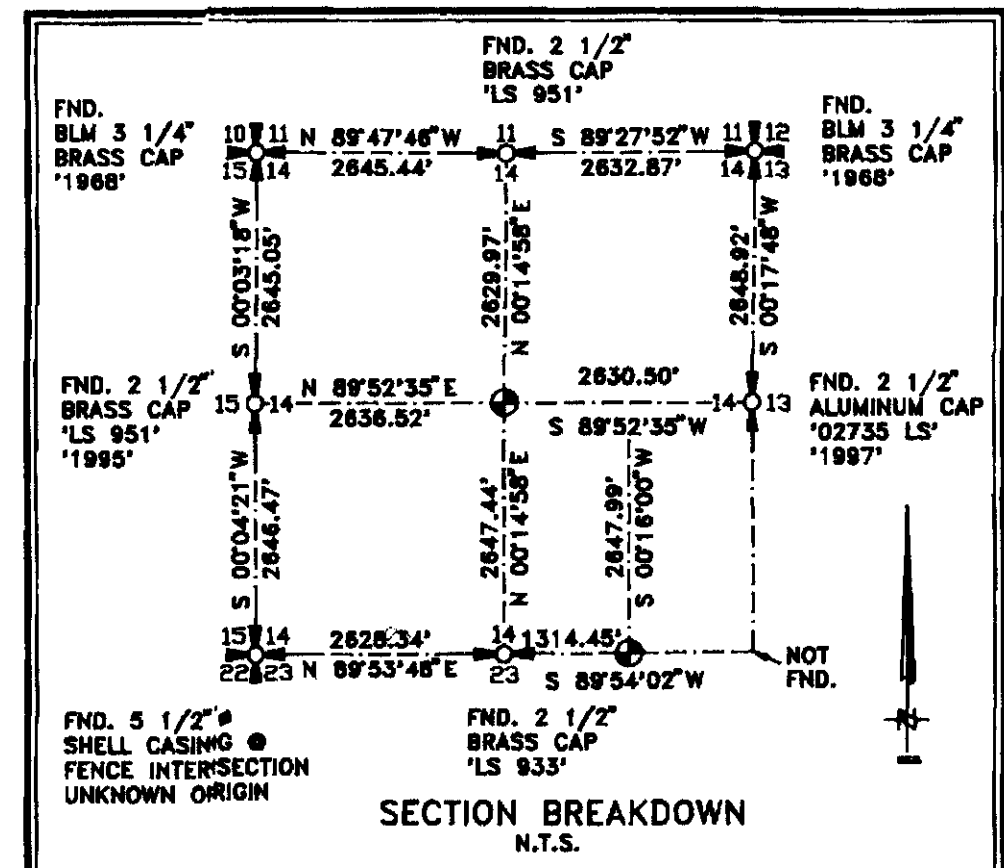 FND. 2 1/2"
BRASS CAP
'LS 951'
FND.
BLM 3 1/4"
BRASS CAP
'1968'
FND.
BLM 3 1/4"
BRASS CAP
'1968'
10 11
15 14
N 89°47'46" W
2645.44'
11
14
S 89°27'52" W
2632.87'
11 12
14 13
S 00°03'18" W
2645.05'
2629.97'
N 00°14'58" E
2648.92'
S 00°17'48" W
FND. 2 1/2"
BRASS CAP
'LS 951'
'1995'
15 14
N 89°52'35" E
2636.52'
2630.50'
S 89°52'35" W
14 13
FND. 2 1/2"
ALUMINUM CAP
'02735 LS'
'1997'
S 00°04'21" W
2646.47'
2647.44'
N 00°14'58" E
2647.99'
S 00°16'00" W
15 14
22 23
2628.34'
N 89°53'48" E
14
23
1314.45'
S 89°54'02" W
NOT
FND.
FND. 5 1/2"
SHELL CASING @
FENCE INTERSECTION
UNKNOWN ORIGIN
FND. 2 1/2"
BRASS CAP
'LS 933'
SECTION BREAKDOWN
N.T.S.